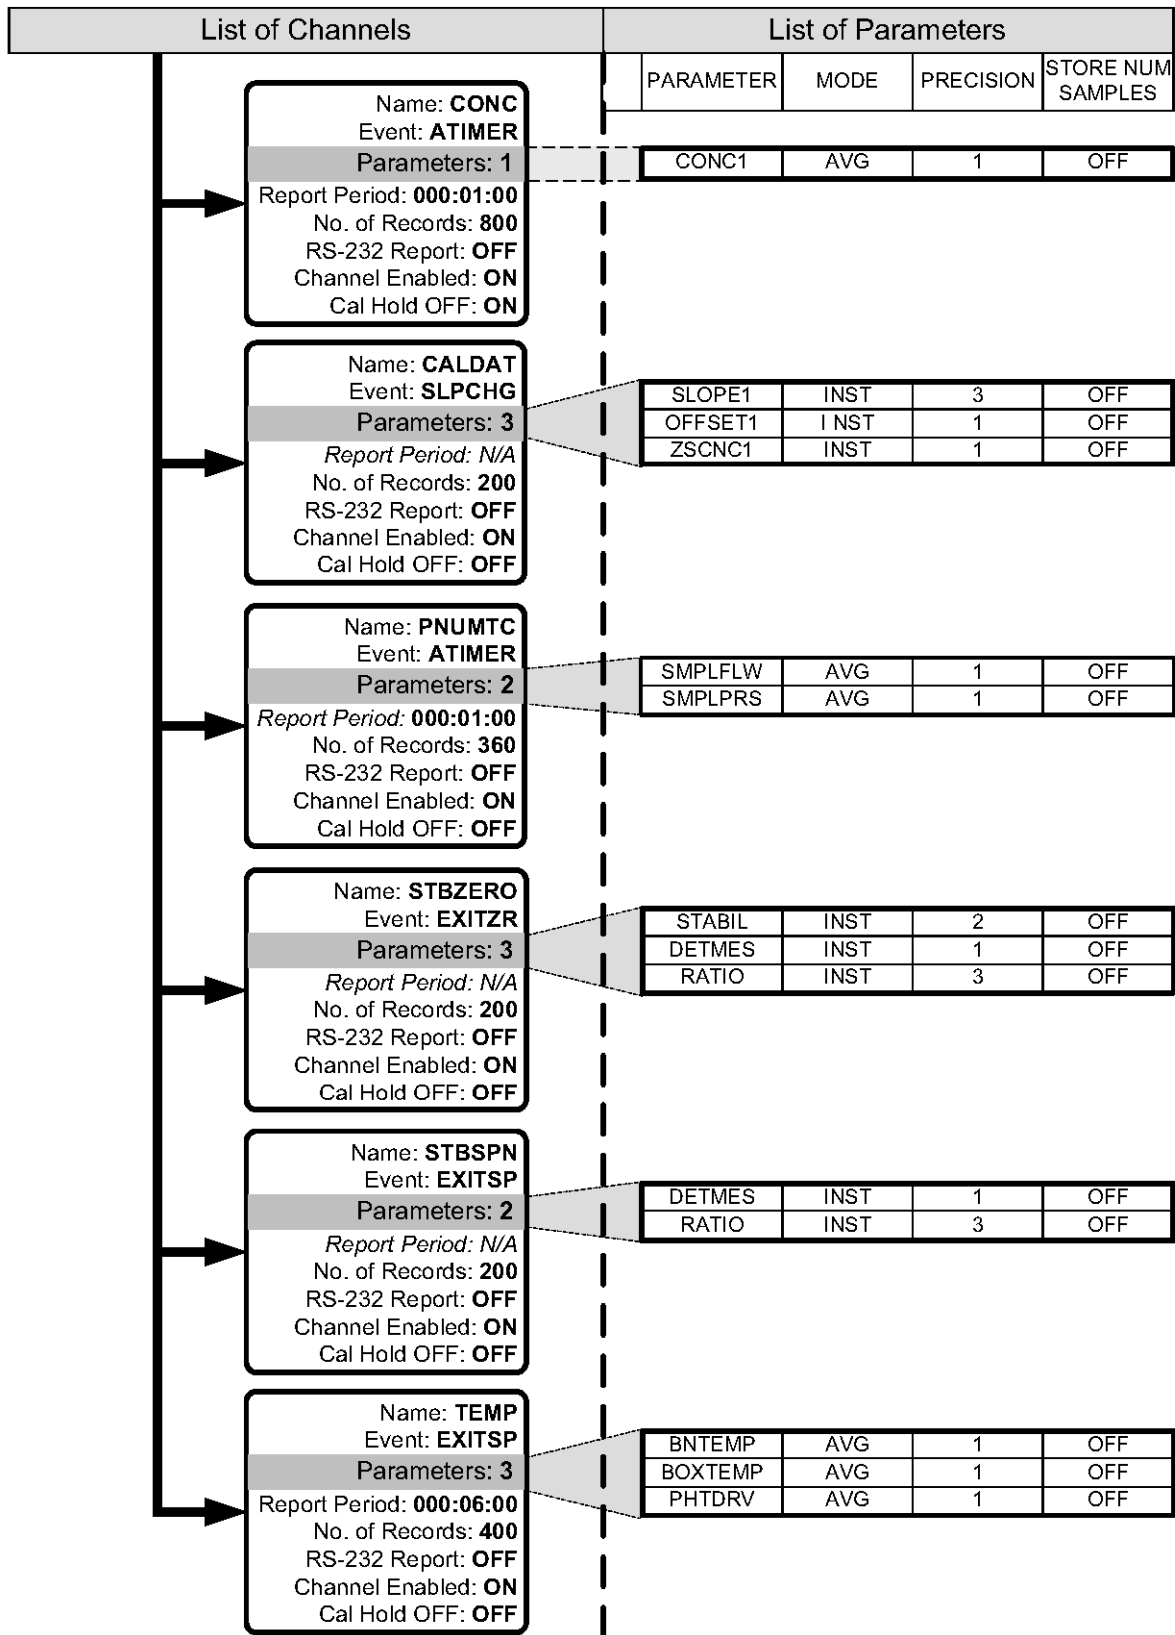 List of Channels
List of Parameters
PARAMETER MODE PRECISION STORE NUM SAMPLES
Name: CONC
Event: ATIMER
Parameters: 1
Report Period: 000:01:00
No. of Records: 800
RS-232 Report: OFF
Channel Enabled: ON
Cal Hold OFF: ON
CONC1 AVG 1 OFF
Name: CALDAT
Event: SLPCHG
Parameters: 3
Report Period: N/A
No. of Records: 200
RS-232 Report: OFF
Channel Enabled: ON
Cal Hold OFF: OFF
SLOPE1 INST 3 OFF
OFFSET1 I NST 1 OFF
ZSCNC1 INST 1 OFF
Name: PNUMTC
Event: ATIMER
Parameters: 2
Report Period: 000:01:00
No. of Records: 360
RS-232 Report: OFF
Channel Enabled: ON
Cal Hold OFF: OFF
SMPLFLW AVG 1 OFF
SMPLPRS AVG 1 OFF
Name: STBZERO
Event: EXITZR
Parameters: 3
Report Period: N/A
No. of Records: 200
RS-232 Report: OFF
Channel Enabled: ON
Cal Hold OFF: OFF
STABIL INST 2 OFF
DETMES INST 1 OFF
RATIO INST 3 OFF
Name: STBSPN
Event: EXITSP
Parameters: 2
Report Period: N/A
No. of Records: 200
RS-232 Report: OFF
Channel Enabled: ON
Cal Hold OFF: OFF
DETMES INST 1 OFF
RATIO INST 3 OFF
Name: TEMP
Event: EXITSP
Parameters: 3
Report Period: 000:06:00
No. of Records: 400
RS-232 Report: OFF
Channel Enabled: ON
Cal Hold OFF: OFF
BNTEMP AVG 1 OFF
BOXTEMP AVG 1 OFF
PHTDRV AVG 1 OFF